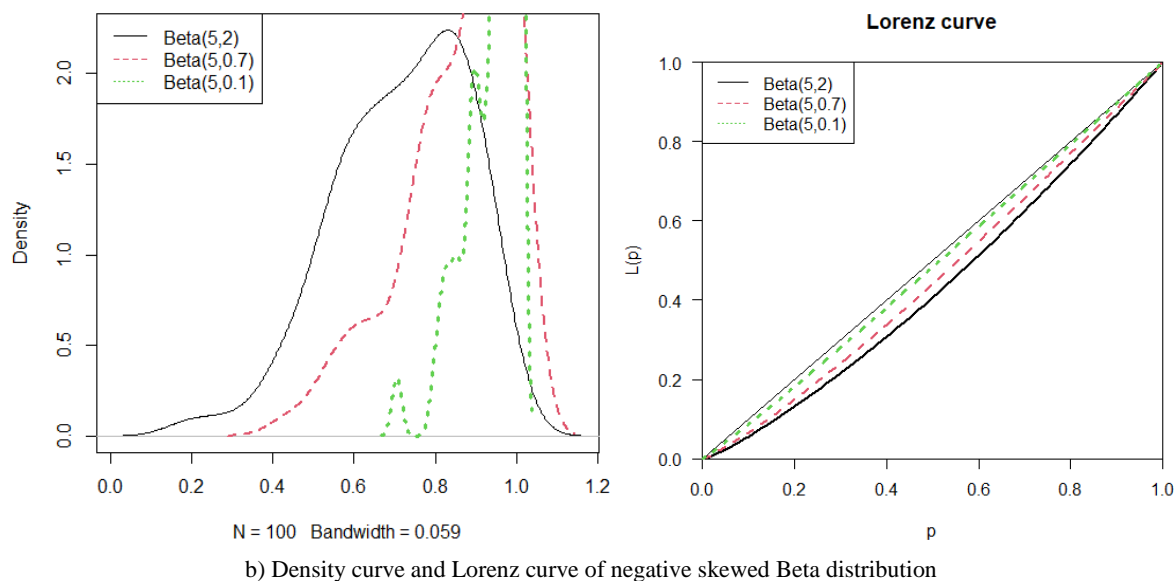 Beta(5,2)
Beta(5,0.7)
Beta(5,0.1)
Density
0.0 0.5 1.0 1.5 2.0
0.0 0.2 0.4 0.6 0.8 1.0 1.2
N = 100 Bandwidth = 0.059
Lorenz curve
Beta(5,2)
Beta(5,0.7)
Beta(5,0.1)
L(p)
1.0
0.8
0.6
0.4
0.2
0.0
0.0 0.2 0.4 0.6 0.8 1.0
p
b) Density curve and Lorenz curve of negative skewed Beta distribution